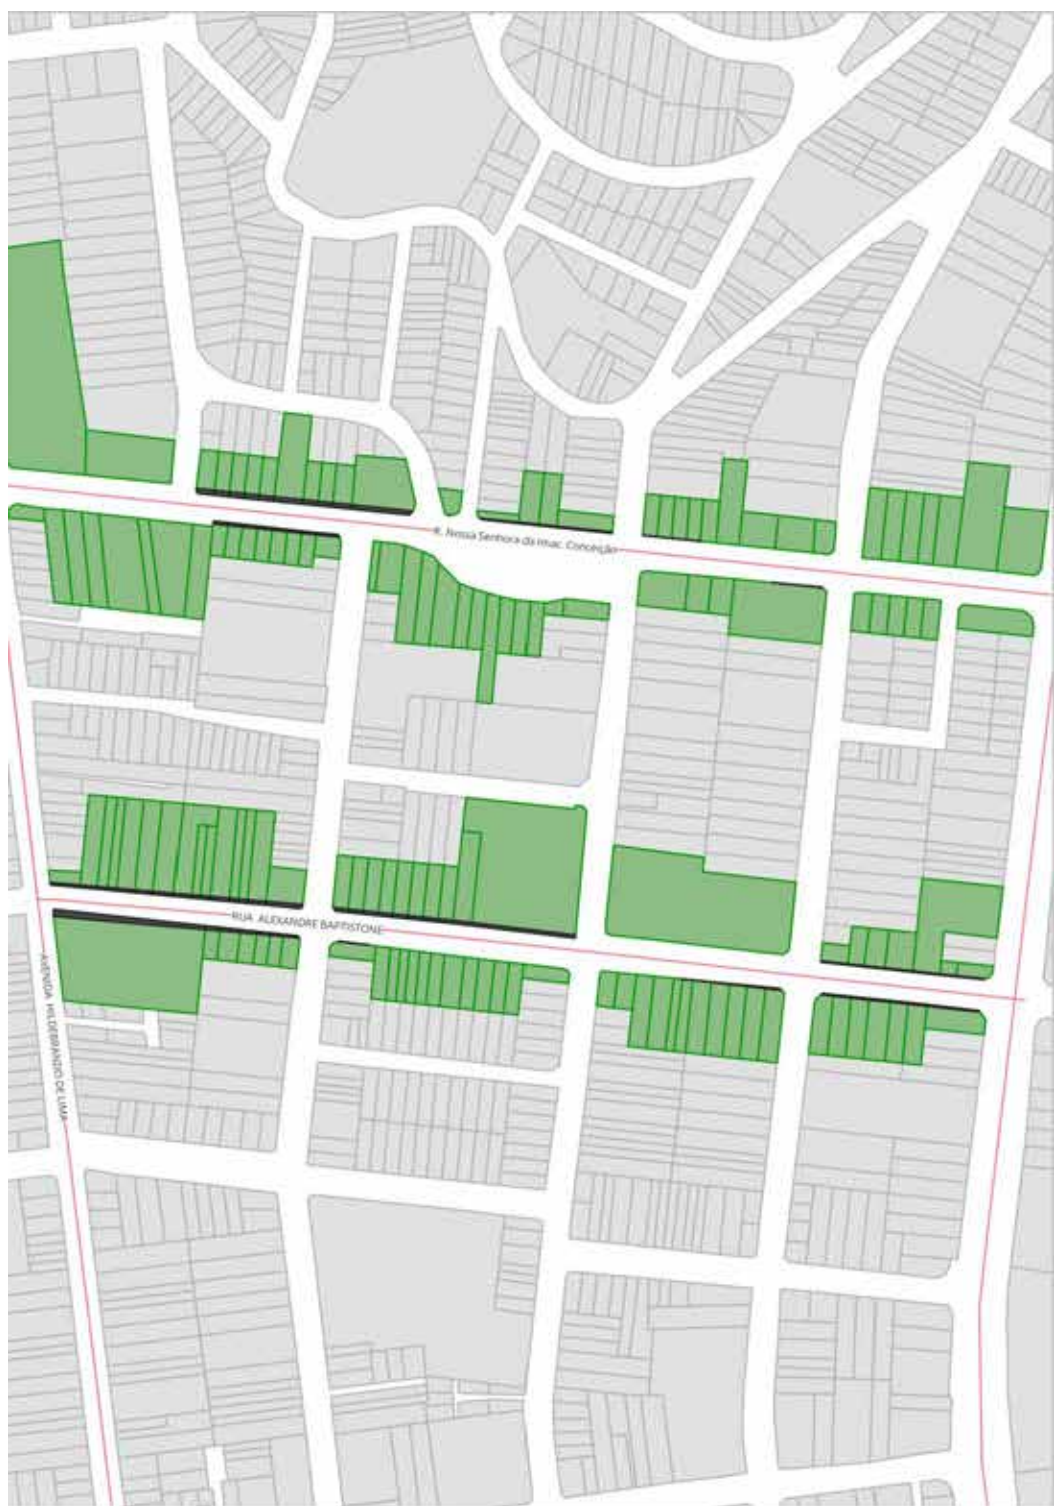 R. Nossa Senhora da Imac. Conceição
RUA ALEXANDRE BAPTISTONE
AVENIDA HILDEBRANDO DE LIMA